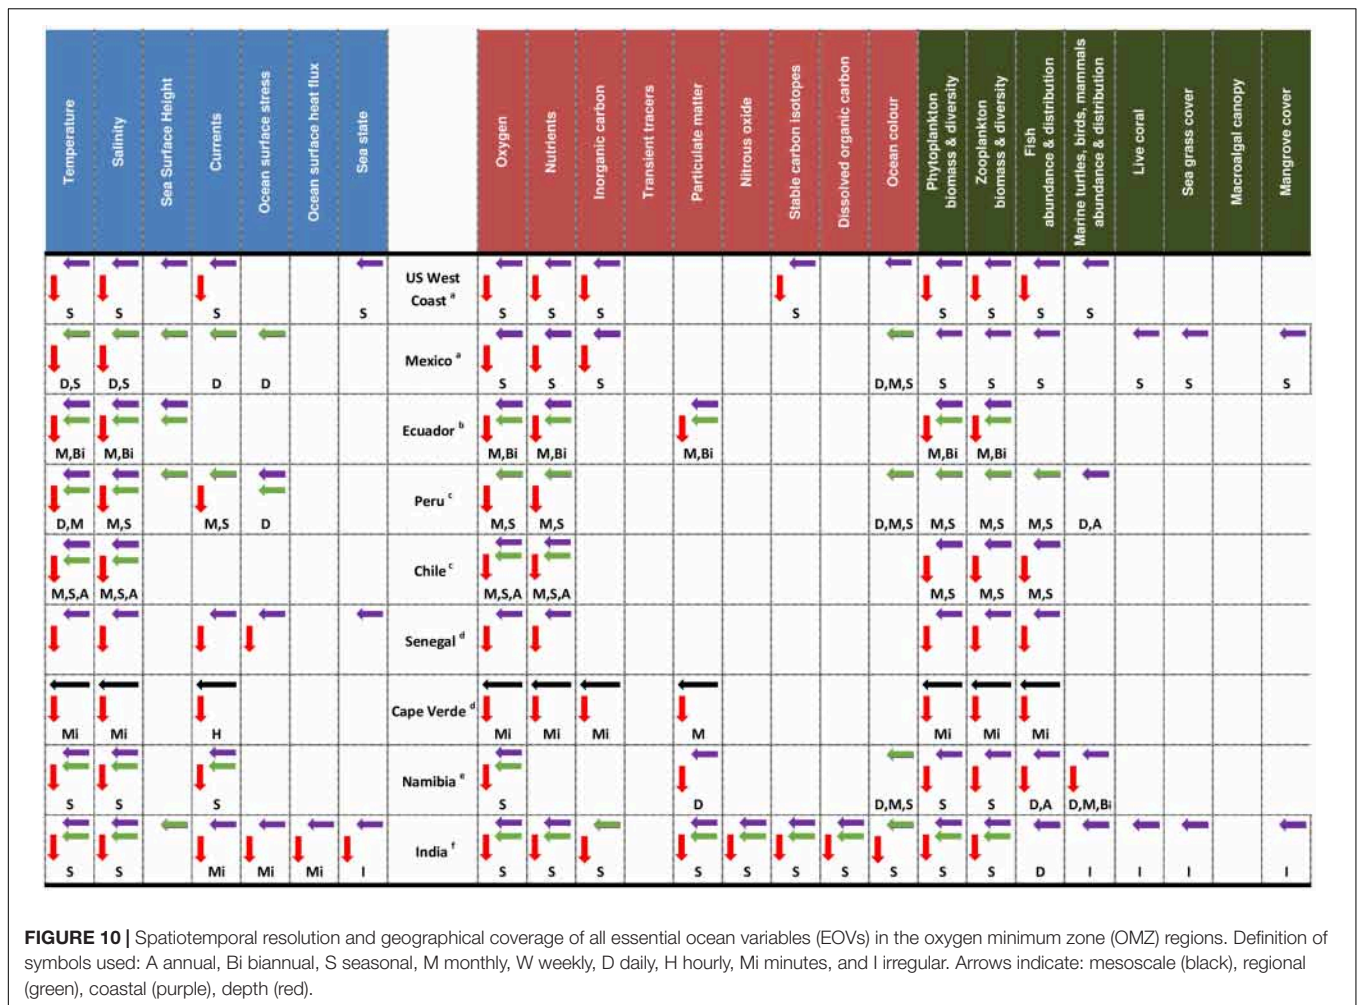 Temperature
Salinity
Sea Surface Height
Currents
Ocean surface stress
Ocean surface heat flux
Sea state
Oxygen
Nutrients
Inorganic carbon
Transient tracers
Particulate matter
Nitrous oxide
Stable carbon isotopes
Dissolved organic carbon
Ocean colour
Phytoplankton
biomass & diversity
Zooplankton
biomass & diversity
Fish
abundance & distribution
Marine turtles, birds, mammals
abundance & distribution
Live coral
Sea grass cover
Macroalgal canopy
Mangrove cover
US West
Coast a
S S S S S S S S S S S S
Mexico a
D,S D,S D D S S S D,M,S S S S S S S
Ecuador b
M,Bi M,Bi M,Bi M,Bi M,Bi M,Bi M,Bi
Peru c
D,M M,S M,S D M,S M,S D,M,S M,S M,S M,S D,A
Chile c
M,S,A M,S,A M,S,A M,S,A M,S M,S M,S
Senegal d
Cape Verde d
Mi Mi H Mi Mi Mi M Mi Mi Mi
Namibia e
S S S S D D,M,S S S D,A D,M,Bi
India f
S S Mi Mi Mi I S S S S S S S S S S D I I I I
FIGURE 10 | Spatiotemporal resolution and geographical coverage of all essential ocean variables (EOVs) in the oxygen minimum zone (OMZ) regions. Definition of
symbols used: A annual, Bi biannual, S seasonal, M monthly, W weekly, D daily, H hourly, Mi minutes, and I irregular. Arrows indicate: mesoscale (black), regional
(green), coastal (purple), depth (red).